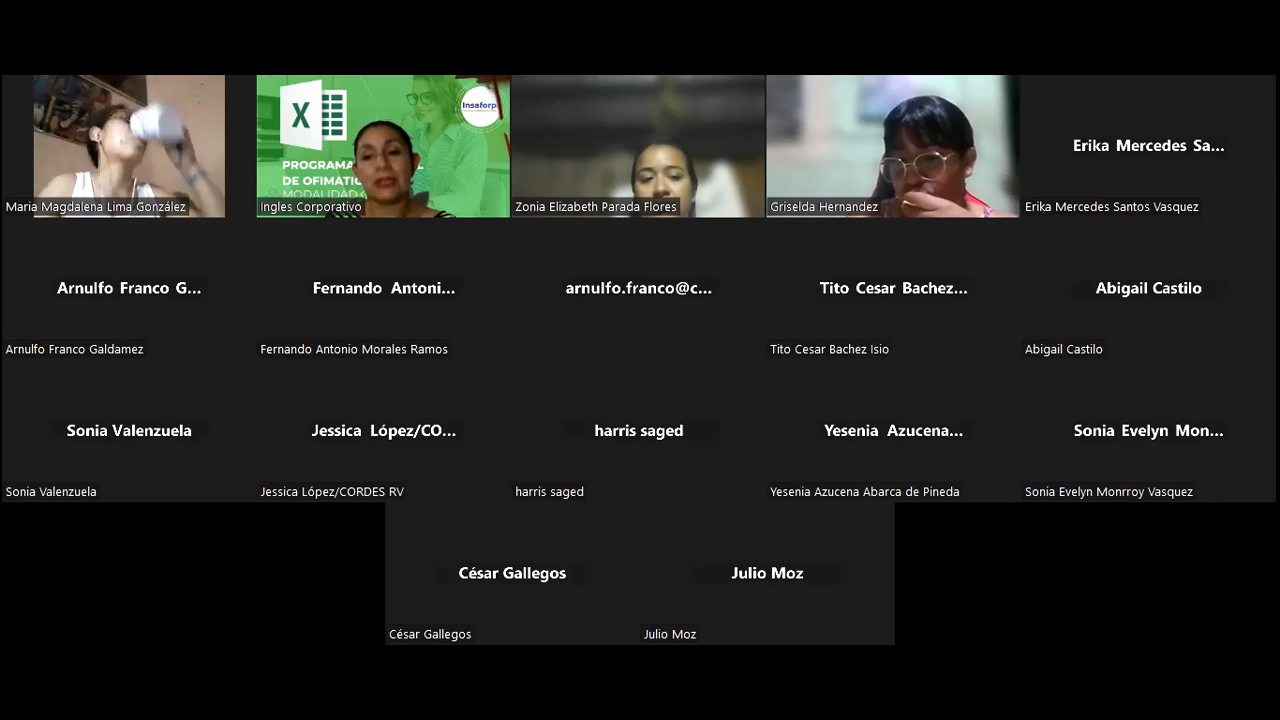 X
Insaforp
PROGRAMA
DE OFIMATIC
MODALIDAD
Maria Magdalena Lima González
Ingles Corporativo
Zonia Elizabeth Parada Flores
Griselda Hernandez
Erika Mercedes Sa...
Erika Mercedes Santos Vasquez
Arnulfo Franco G...
Arnulfo Franco Galdamez
Fernando Antoni...
Fernando Antonio Morales Ramos
arnulfo.franco@c...
Tito Cesar Bachez...
Tito Cesar Bachez Isio
Abigail Castilo
Abigail Castilo
Sonia Valenzuela
Sonia Valenzuela
Jessica López/CO...
Jessica López/CORDES RV
harris saged
harris saged
Yesenia Azucena...
Yesenia Azucena Abarca de Pineda
Sonia Evelyn Mon...
Sonia Evelyn Monrroy Vasquez
César Gallegos
César Gallegos
Julio Moz
Julio Moz